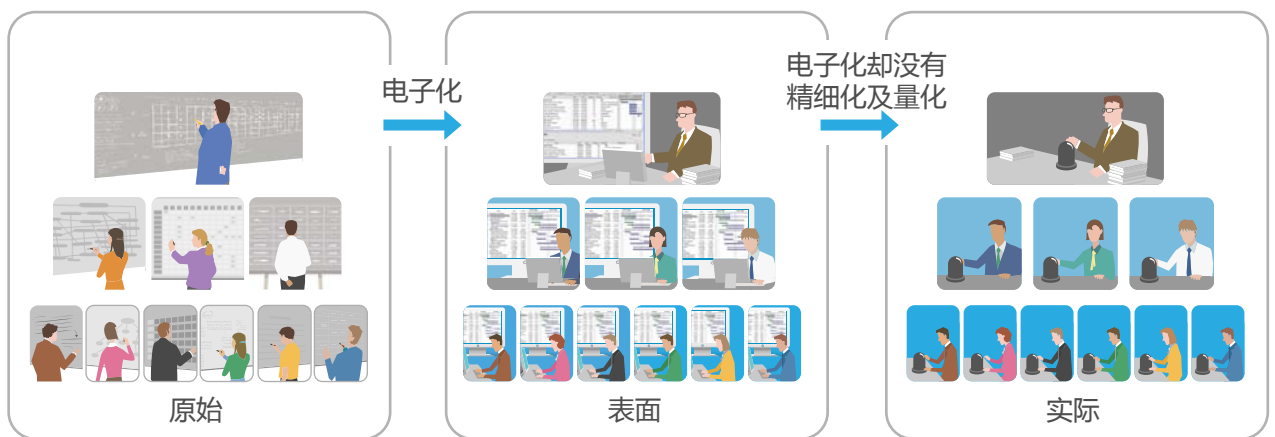 电子化
电子化却没有
精细化及量化
原始
表面
实际